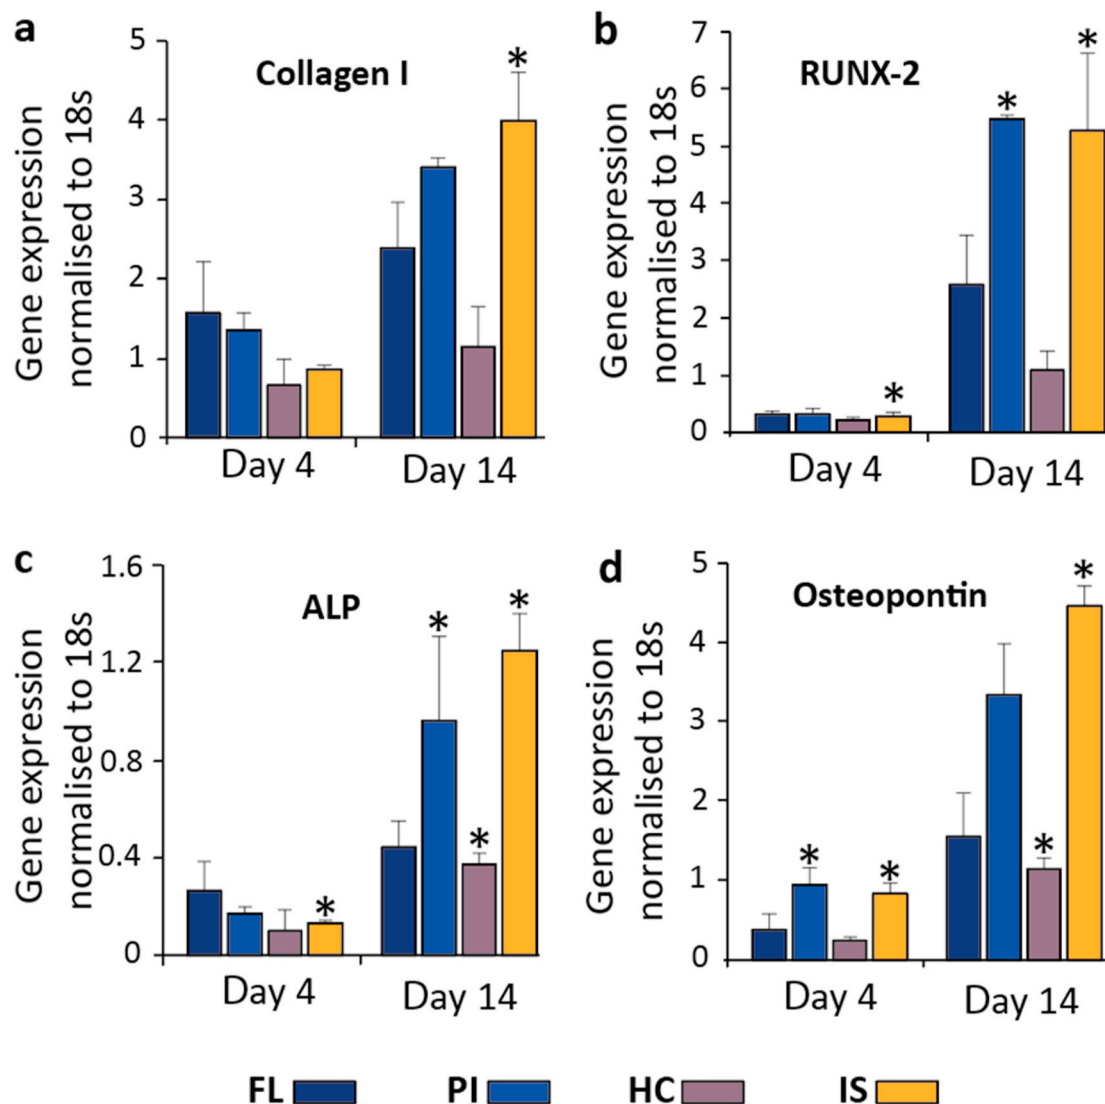 a
Collagen I
Gene expression
normalised to 18s
5
4
3
2
1
0
*
Day 4
Day 14
b
RUNX-2
Gene expression
normalised to 18s
7
6
5
4
3
2
1
0
*
*
*
Day 4
Day 14
c
ALP
Gene expression
normalised to 18s
1.6
1.2
0.8
0.4
0
*
*
*
*
Day 4
Day 14
d
Osteopontin
Gene expression
normalised to 18s
5
4
3
2
1
0
*
*
*
*
Day 4
Day 14
FL PI HC IS